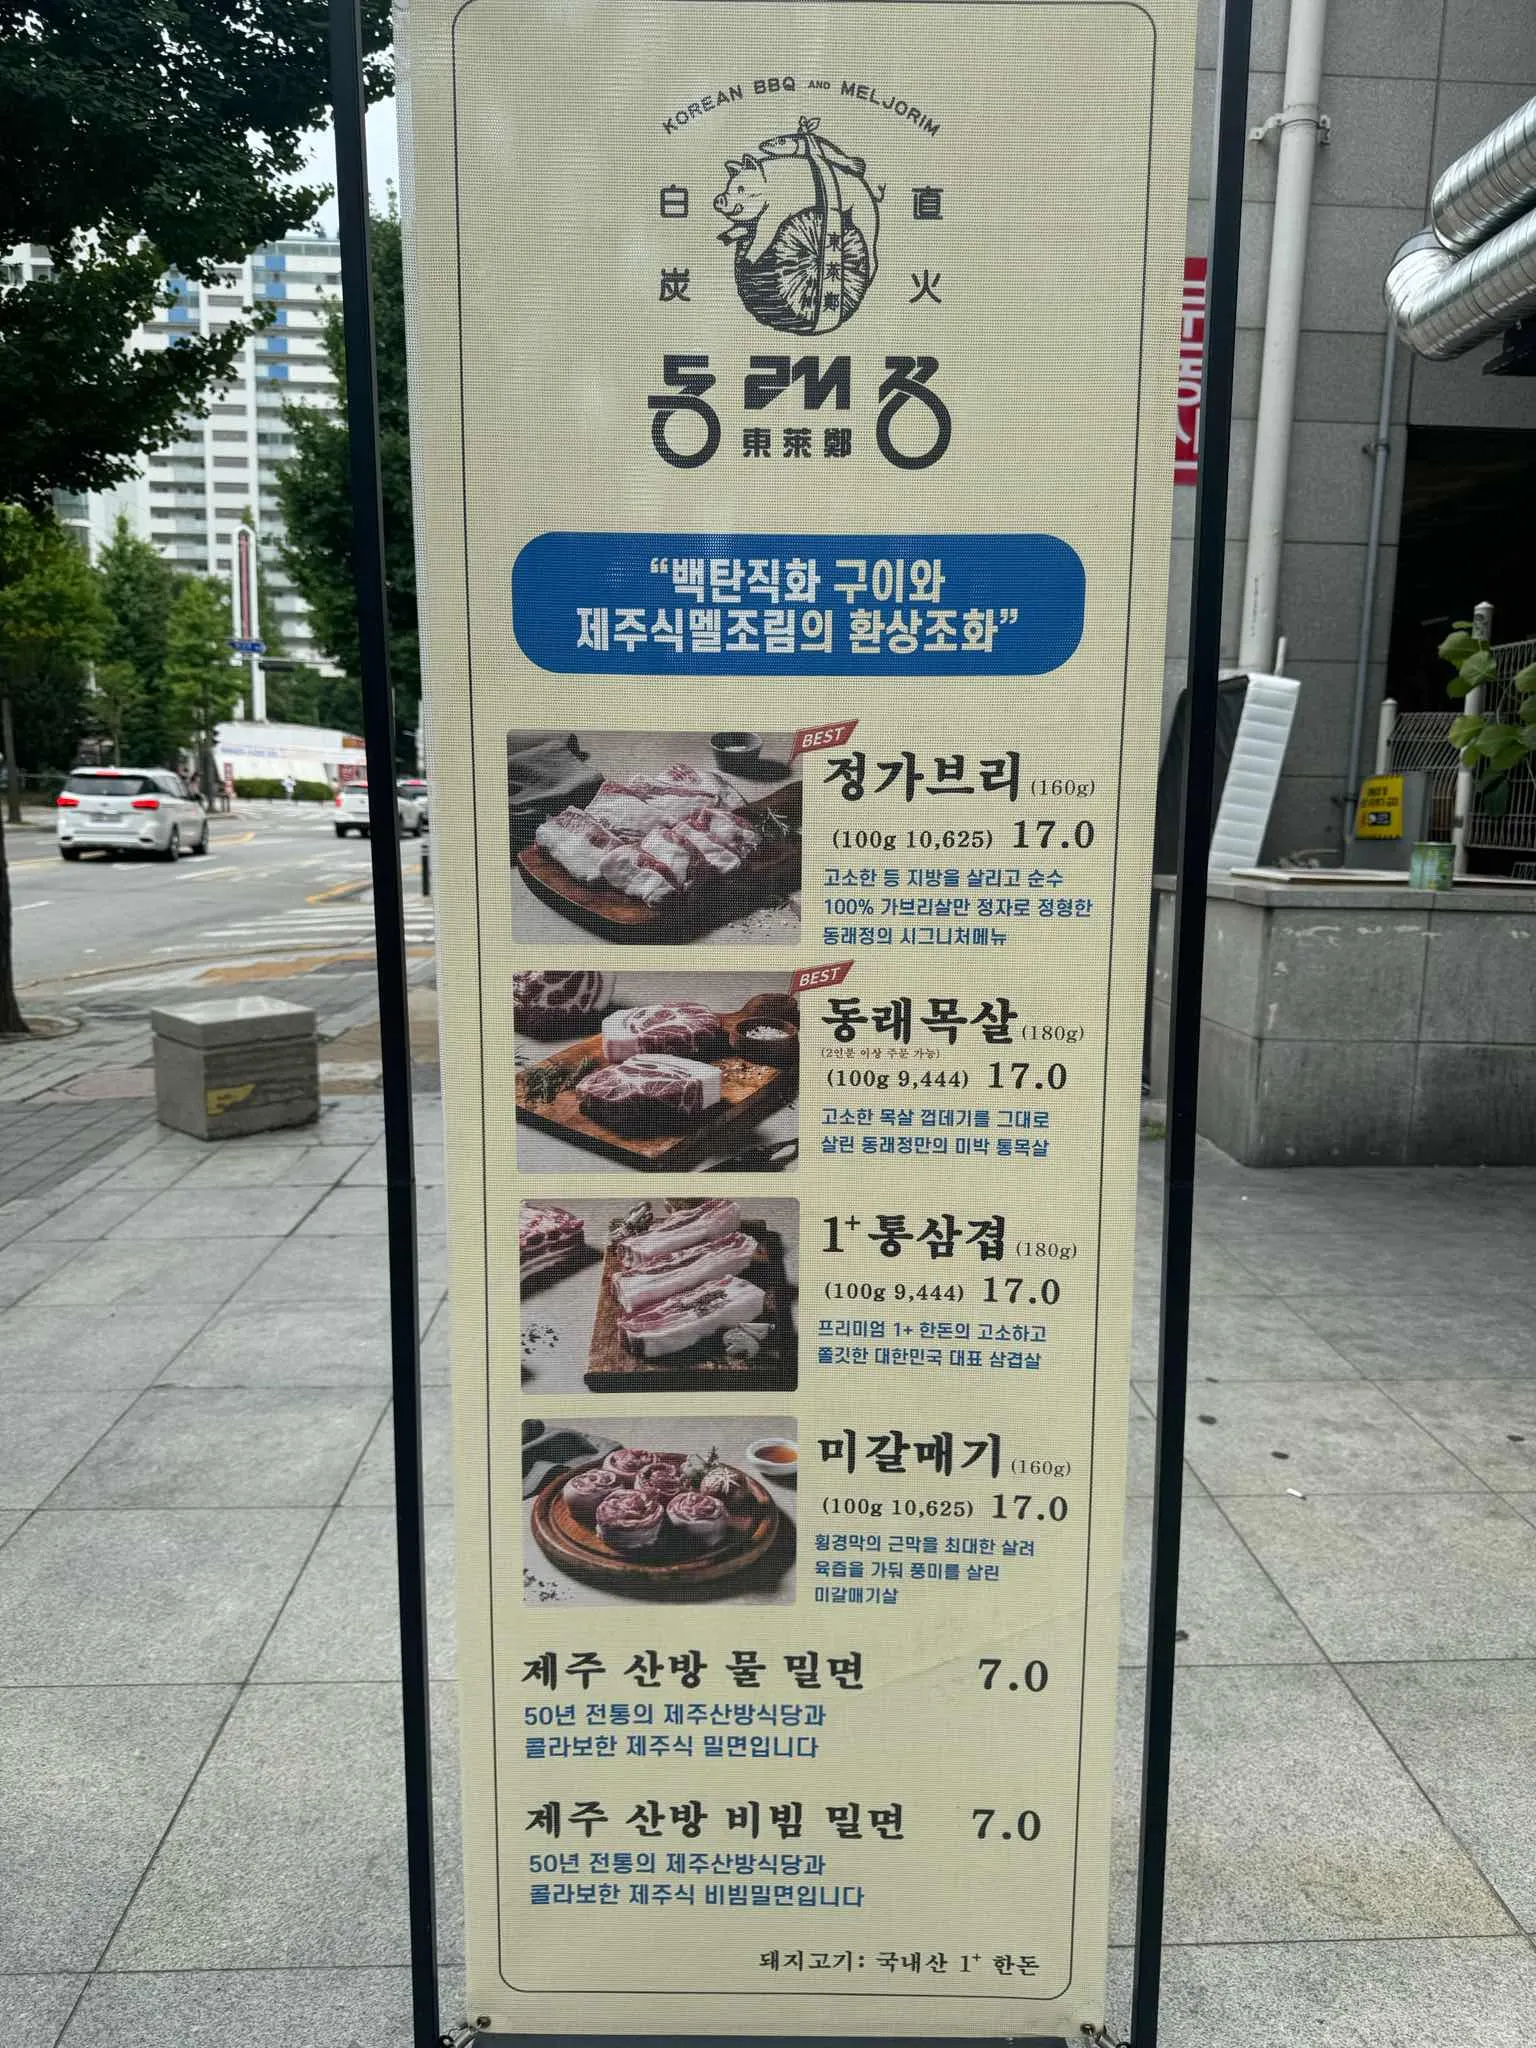 KOREAN BBQ AND MELJORIM
白 直
炭 火
東萊鄭
동래정
東萊鄭
“백탄직화 구이와
제주식멜조림의 환상조화”
BEST
정가브리 (160g)
(100g 10,625) 17.0
고소한 등 지방을 살리고 순수
100% 가브리살만 정자로 정형한
동래정의 시그니처메뉴
BEST
동래목살 (180g)
(2인분 이상 주문 가능)
(100g 9,444) 17.0
고소한 목살 껍데기를 그대로
살린 동래정만의 미박 통목살
1+ 통삼겹 (180g)
(100g 9,444) 17.0
프리미엄 1+ 한돈의 고소하고
쫄깃한 대한민국 대표 삼겹살
미갈매기 (160g)
(100g 10,625) 17.0
횡경막의 근막을 최대한 살려
육즙을 가둬 풍미를 살린
미갈매기살
제주 산방 물 밀면 7.0
50년 전통의 제주산방식당과
콜라보한 제주식 밀면입니다
제주 산방 비빔 밀면 7.0
50년 전통의 제주산방식당과
콜라보한 제주식 비빔밀면입니다
돼지고기: 국내산 1+ 한돈